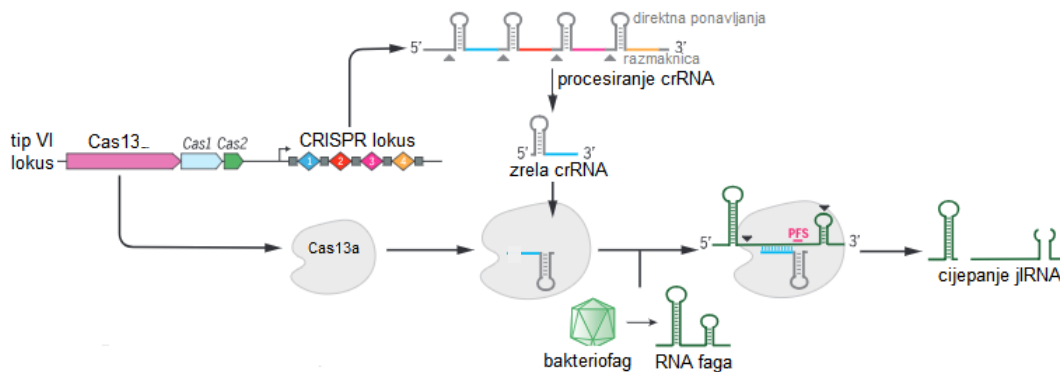 direktna ponavljanja
5' 3'
razmaknica
procesiranje crRNA
tip VI
lokus
Cas13_ Cas1 Cas2
CRISPR lokus
1 2 3 4
5' 3'
zrela crRNA
Cas13a
PFS
5' 3'
cijepanje jlRNA
bakteriofag
RNA faga